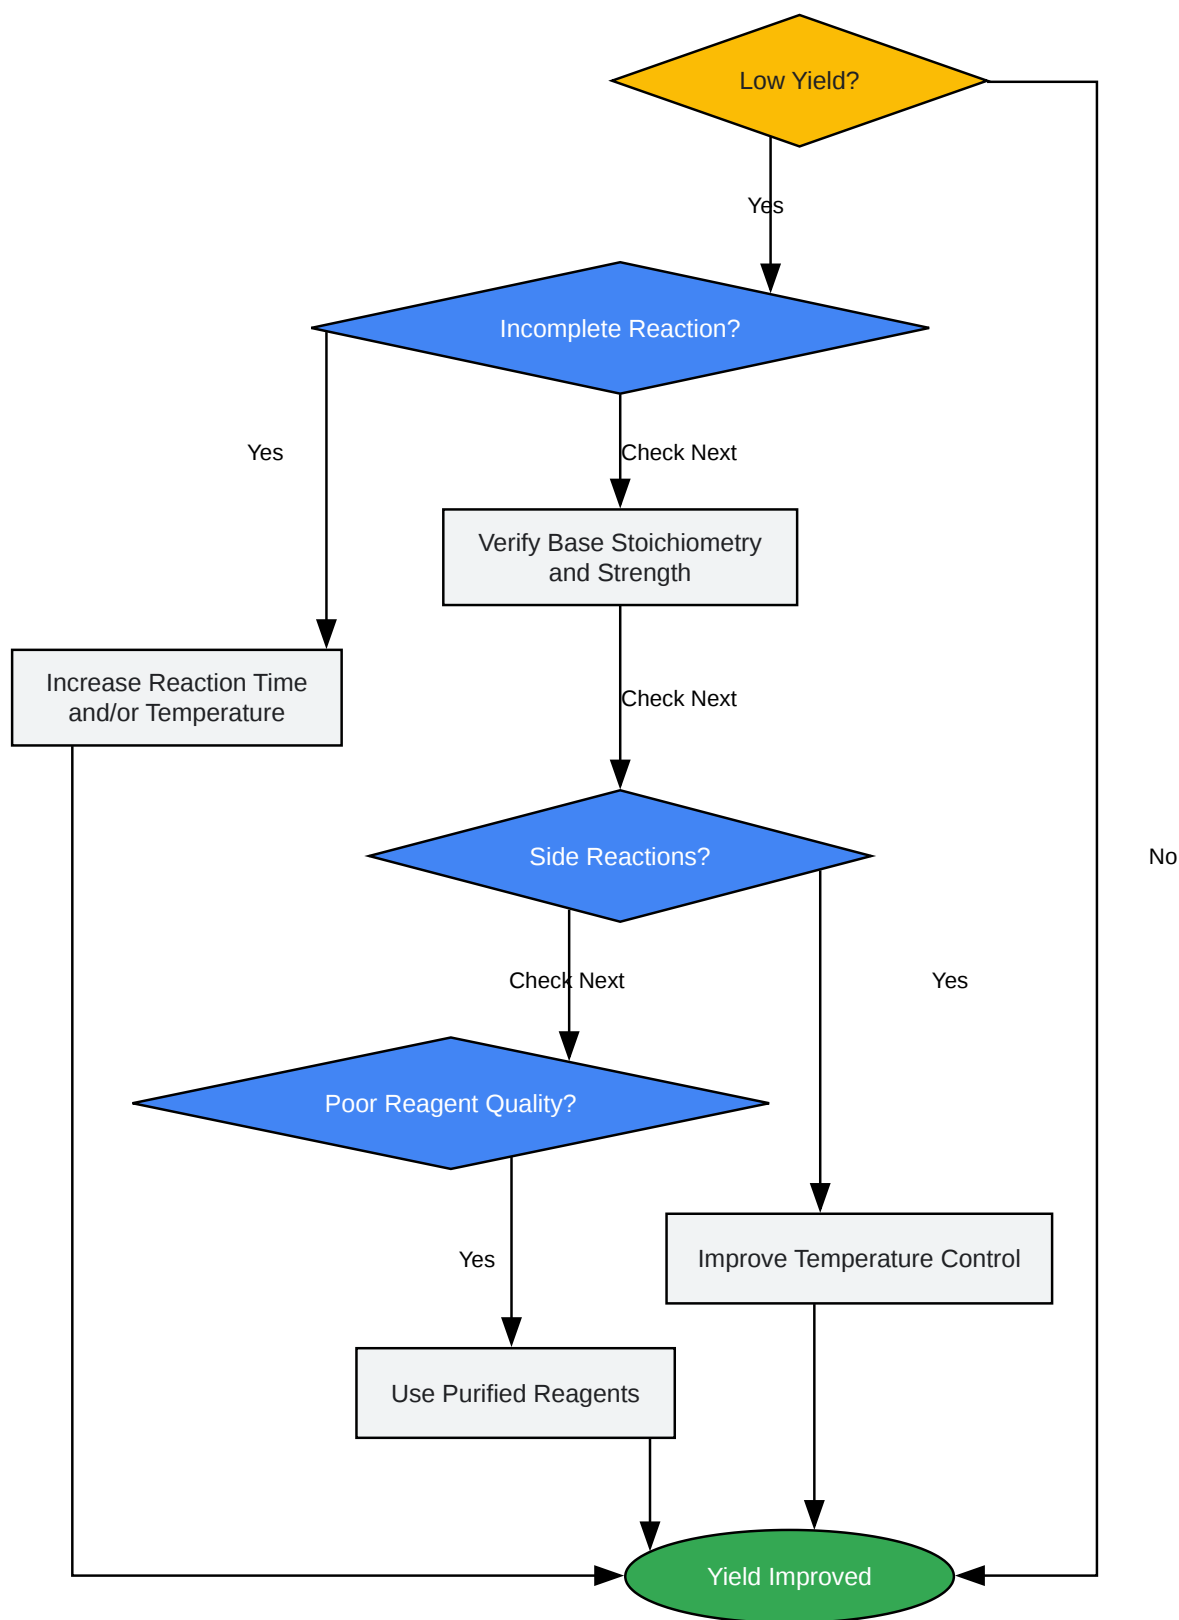 Low Yield?
Yes
Incomplete Reaction?
Yes
Check Next
Verify Base Stoichiometry
and Strength
Increase Reaction Time
and/or Temperature
Check Next
Side Reactions?
No
Check Next
Yes
Poor Reagent Quality?
Yes
Improve Temperature Control
Use Purified Reagents
Yield Improved